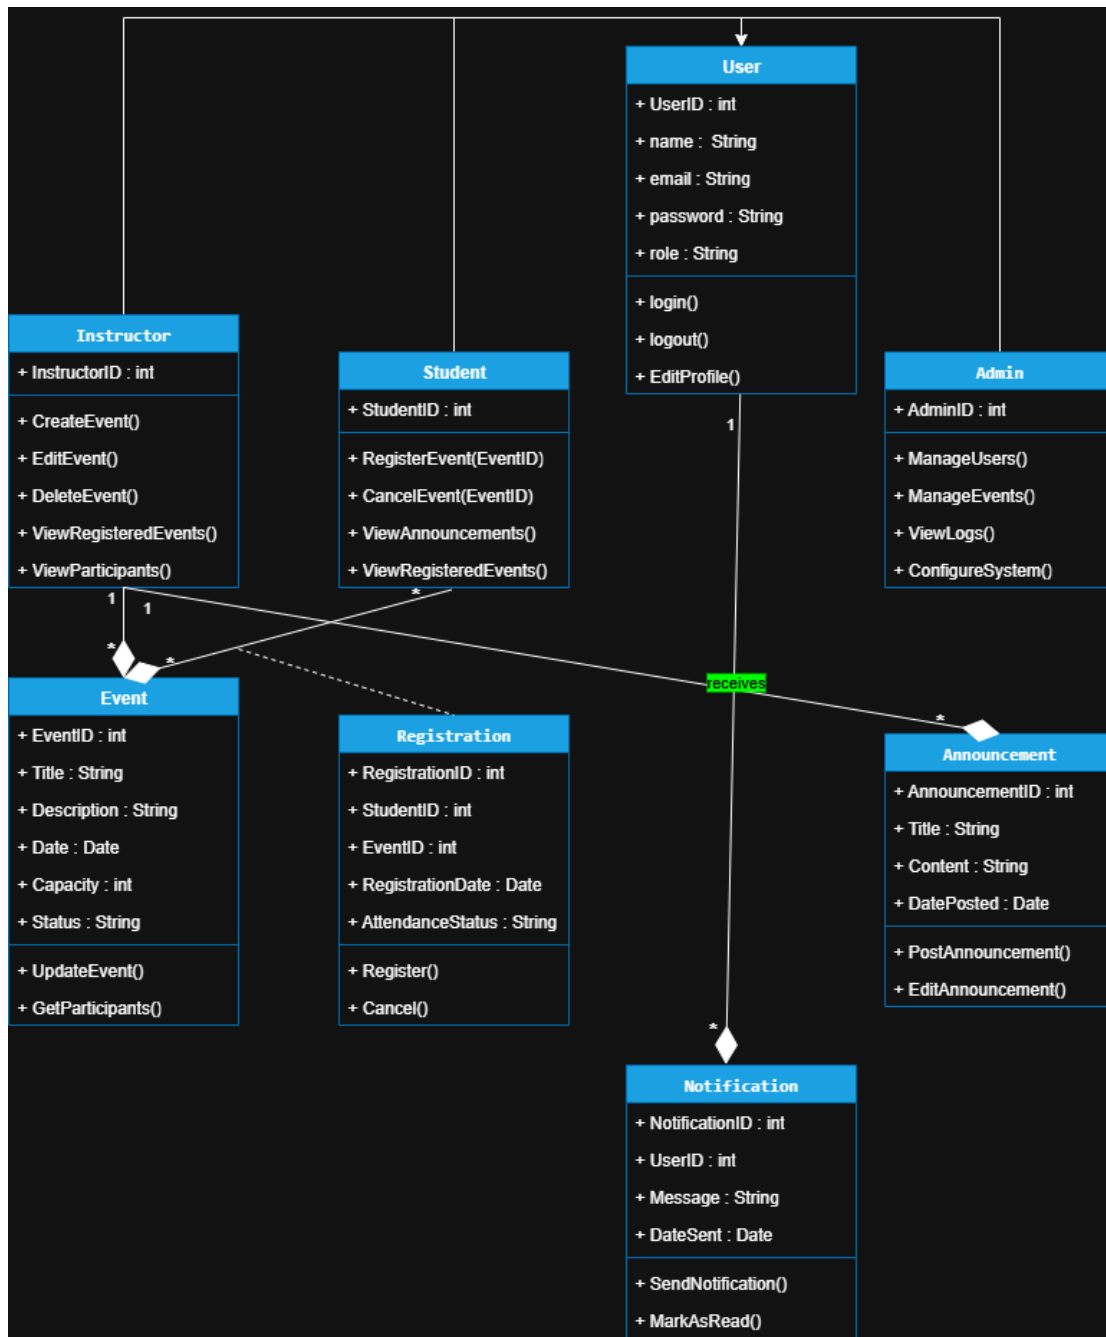 User
+ UserID : int
+ name :  String
+ email : String
+ password : String
+ role : String
+ login()
+ logout()
+ EditProfile()
1
Instructor
+ InstructorID : int
+ CreateEvent()
+ EditEvent()
+ DeleteEvent()
+ ViewRegisteredEvents()
+ ViewParticipants()
1
1
Student
+ StudentID : int
+ RegisterEvent(EventID)
+ CancelEvent(EventID)
+ ViewAnnouncements()
+ ViewRegisteredEvents()
*
Admin
+ AdminID : int
+ ManageUsers()
+ ManageEvents()
+ ViewLogs()
+ ConfigureSystem()
*
*
receives
*
Event
+ EventID : int
+ Title : String
+ Description : String
+ Date : Date
+ Capacity : int
+ Status : String
+ UpdateEvent()
+ GetParticipants()
Registration
+ RegistrationID : int
+ StudentID : int
+ EventID : int
+ RegistrationDate : Date
+ AttendanceStatus : String
+ Register()
+ Cancel()
Announcement
+ AnnouncementID : int
+ Title : String
+ Content : String
+ DatePosted : Date
+ PostAnnouncement()
+ EditAnnouncement()
*
Notification
+ NotificationID : int
+ UserID : int
+ Message : String
+ DateSent : Date
+ SendNotification()
+ MarkAsRead()